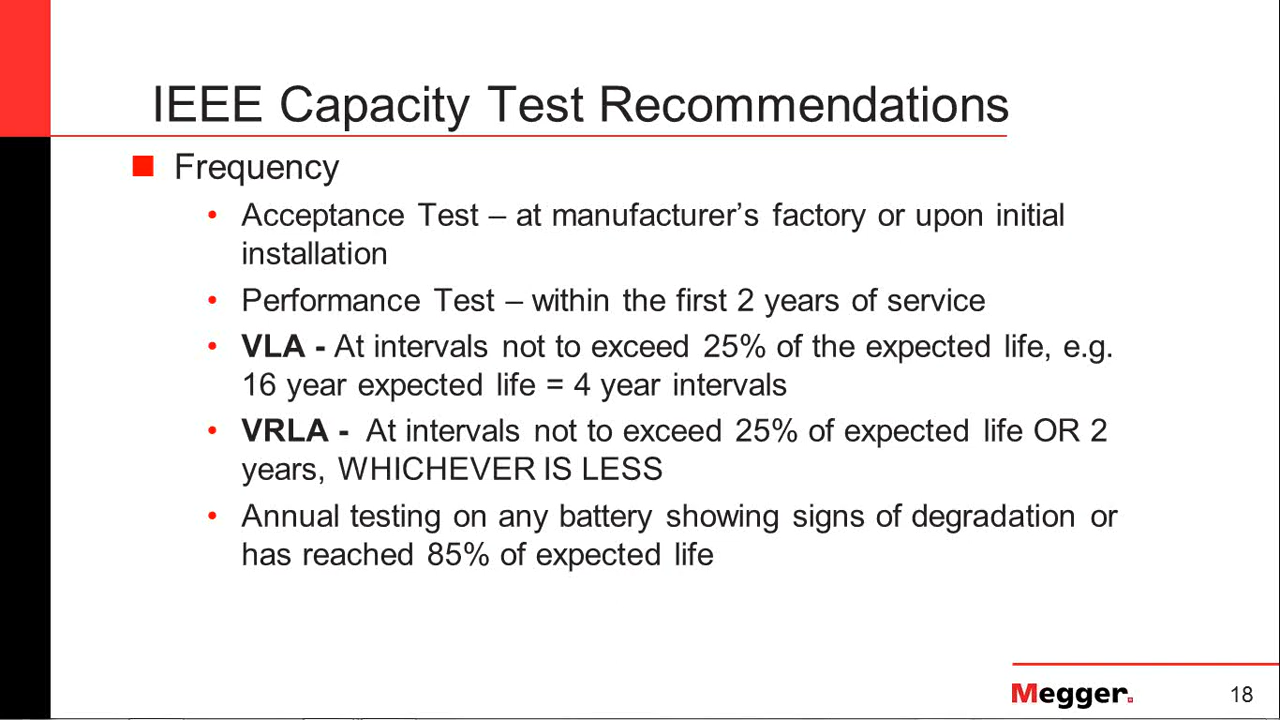 IEEE Capacity Test Recommendations
Frequency
• Acceptance Test – at manufacturer’s factory or upon initial
installation
• Performance Test – within the first 2 years of service
• VLA - At intervals not to exceed 25% of the expected life, e.g.
16 year expected life = 4 year intervals
• VRLA - At intervals not to exceed 25% of expected life OR 2
years, WHICHEVER IS LESS
• Annual testing on any battery showing signs of degradation or
has reached 85% of expected life
Megger.
18